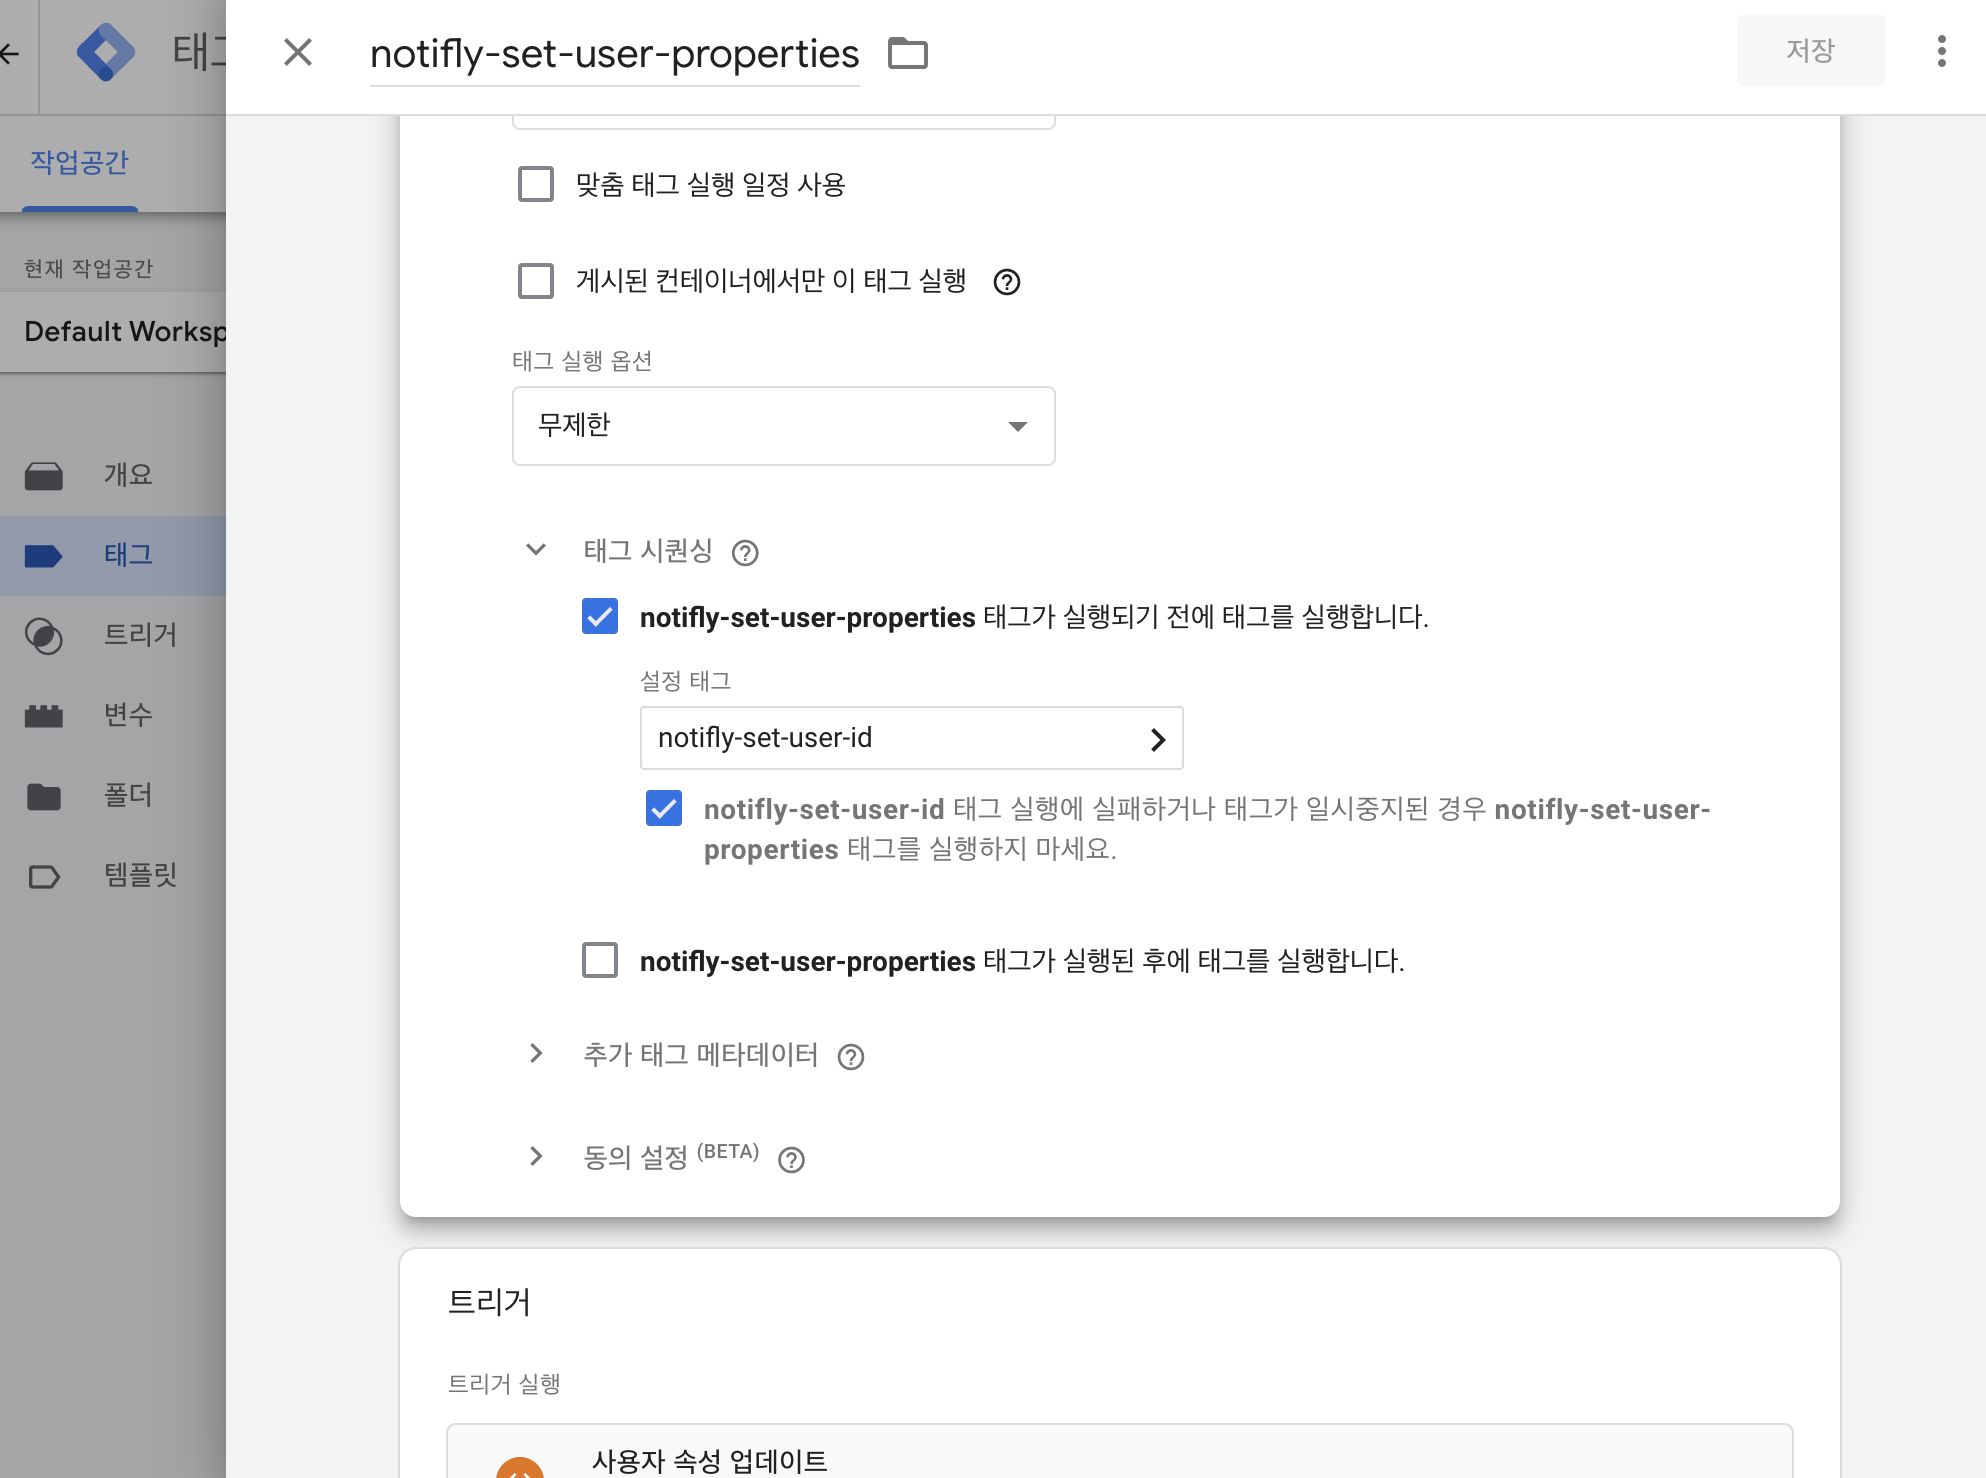 태그
notifly-set-user-properties
저장
작업공간
현재 작업공간
Default Worksp
개요
태그
트리거
변수
폴더
템플릿
맞춤 태그 실행 일정 사용
게시된 컨테이너에서만 이 태그 실행
태그 실행 옵션
무제한
태그 시퀀싱
notifly-set-user-properties 태그가 실행되기 전에 태그를 실행합니다.
설정 태그
notifly-set-user-id
notifly-set-user-id 태그 실행에 실패하거나 태그가 일시중지된 경우 notifly-set-user-
properties 태그를 실행하지 마세요.
notifly-set-user-properties 태그가 실행된 후에 태그를 실행합니다.
추가 태그 메타데이터
동의 설정 (BETA)
트리거
트리거 실행
사용자 속성 업데이트